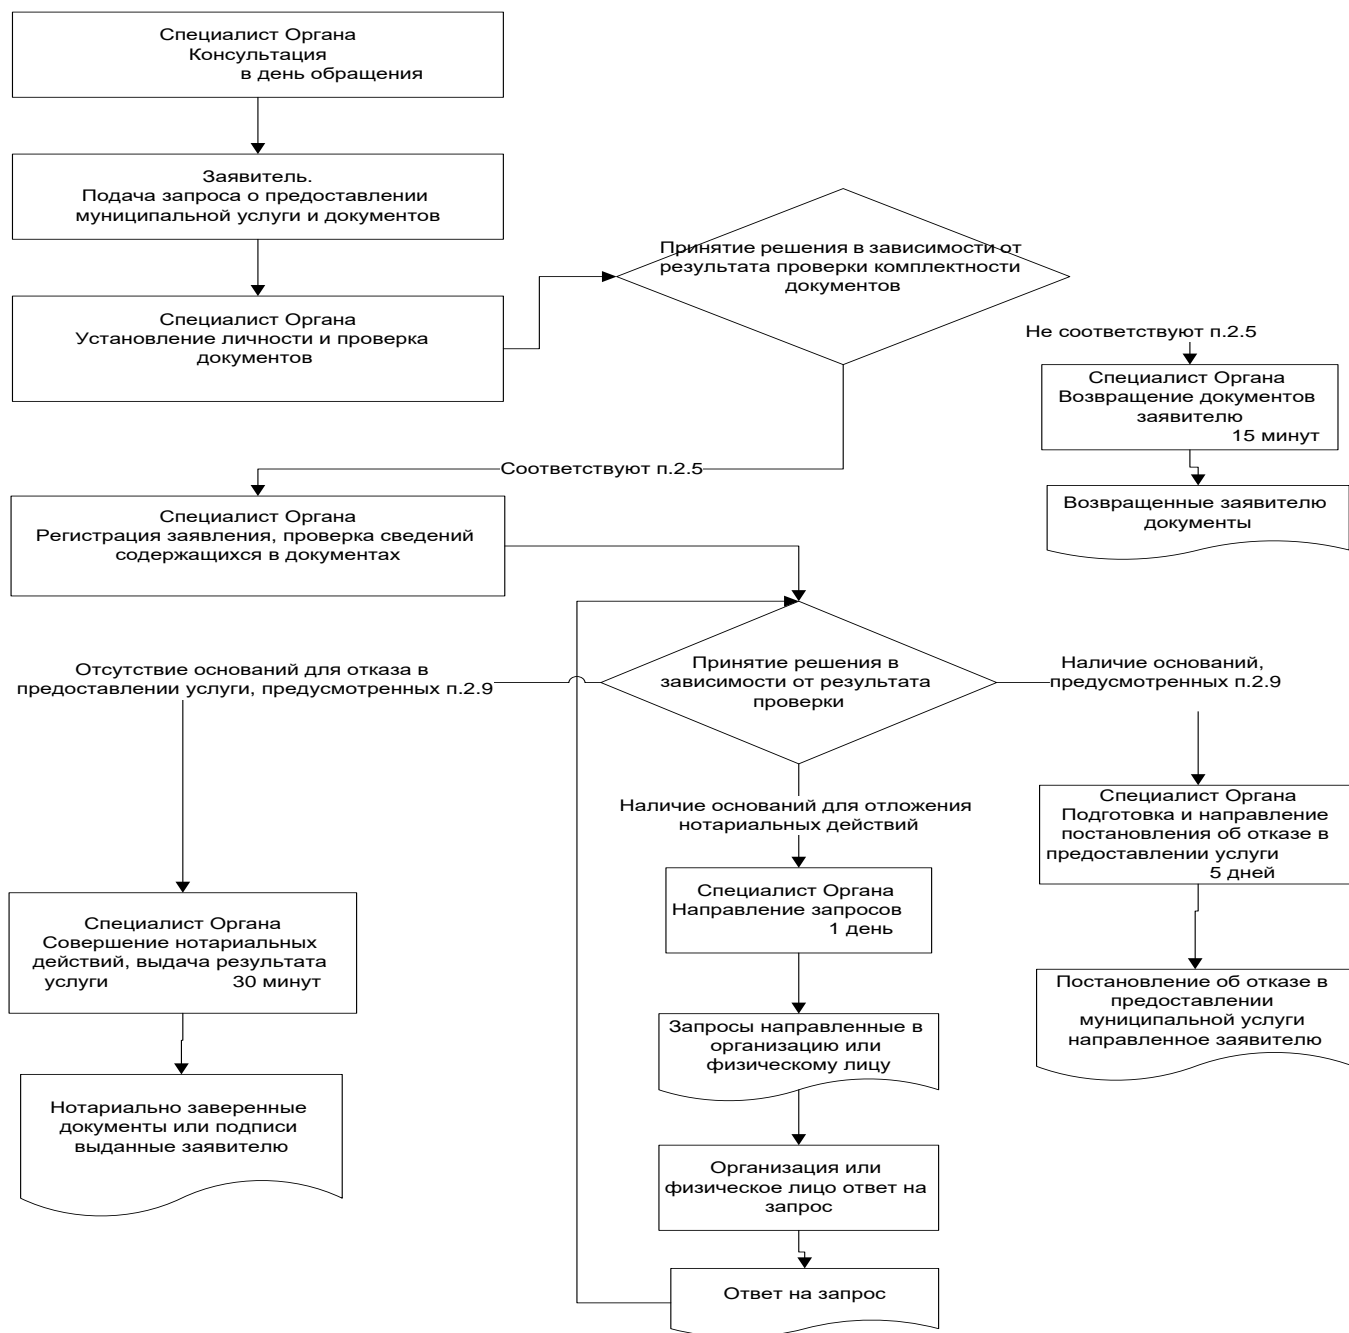 Специалист Органа
Консультация
в день обращения
Заявитель.
Подача запроса о предоставлении
муниципальной услуги и документов
Специалист Органа
Установление личности и проверка
документов
Принятие решения в зависимости от
результата проверки комплектности
документов
Не соответствуют п.2.5
Специалист Органа
Возвращение документов
заявителю
15 минут
Возвращенные заявителю
документы
Соответствуют п.2.5
Специалист Органа
Регистрация заявления, проверка сведений
содержащихся в документах
Принятие решения в
зависимости от результата
проверки
Отсутствие оснований для отказа в
предоставлении услуги, предусмотренных п.2.9
Наличие оснований,
предусмотренных п.2.9
Наличие оснований для отложения
нотариальных действий
Специалист Органа
Подготовка и направление
постановления об отказе в
предоставлении услуги
5 дней
Специалист Органа
Направление запросов
1 день
Специалист Органа
Совершение нотариальных
действий, выдача результата
услуги 30 минут
Постановление об отказе в
предоставлении
муниципальной услуги
направленное заявителю
Запросы направленные в
организацию или
физическому лицу
Нотариально заверенные
документы или подписи
выданные заявителю
Организация или
физическое лицо ответ на
запрос
Ответ на запрос